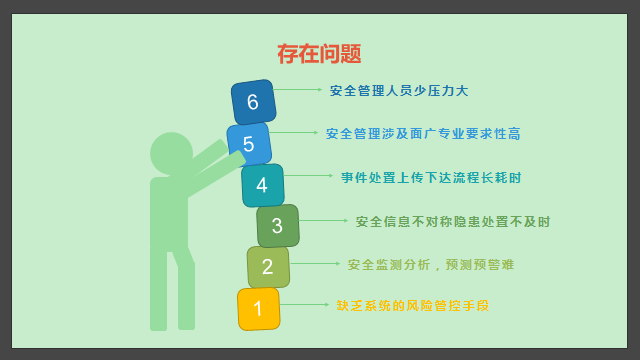 存在问题
6
安全管理人员少压力大
5
安全管理涉及面广专业要求性高
4
事件处置上传下达流程长耗时
3
安全信息不对称隐患处置不及时
2
安全监测分析，预测预警难
1
缺乏系统的风险管控手段